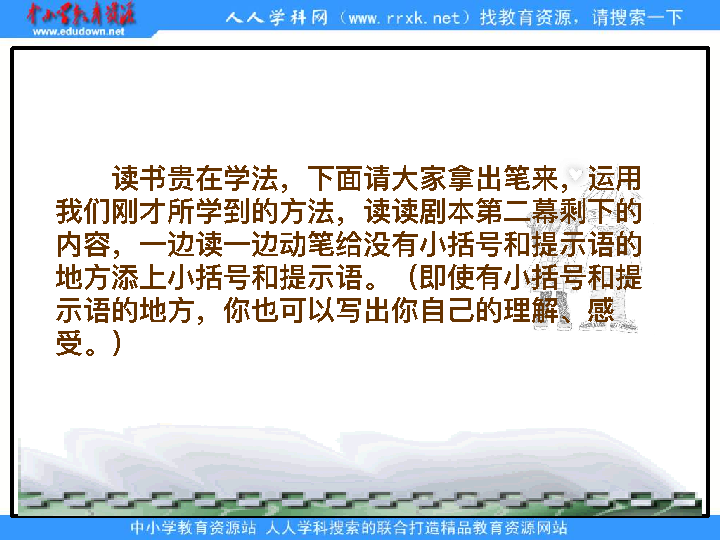 中小学教育资源
www.edudown.net
人人学科网（www.rrxk.net）找教育资源，请搜索一下
读书贵在学法，下面请大家拿出笔来，运用
我们刚才所学到的方法，读读剧本第二幕剩下的
内容，一边读一边动笔给没有小括号和提示语的
地方添上小括号和提示语。（即使有小括号和提
示语的地方，你也可以写出你自己的理解、感
受。）
中小学教育资源站 人人学科搜索的联合打造精品教育资源网站